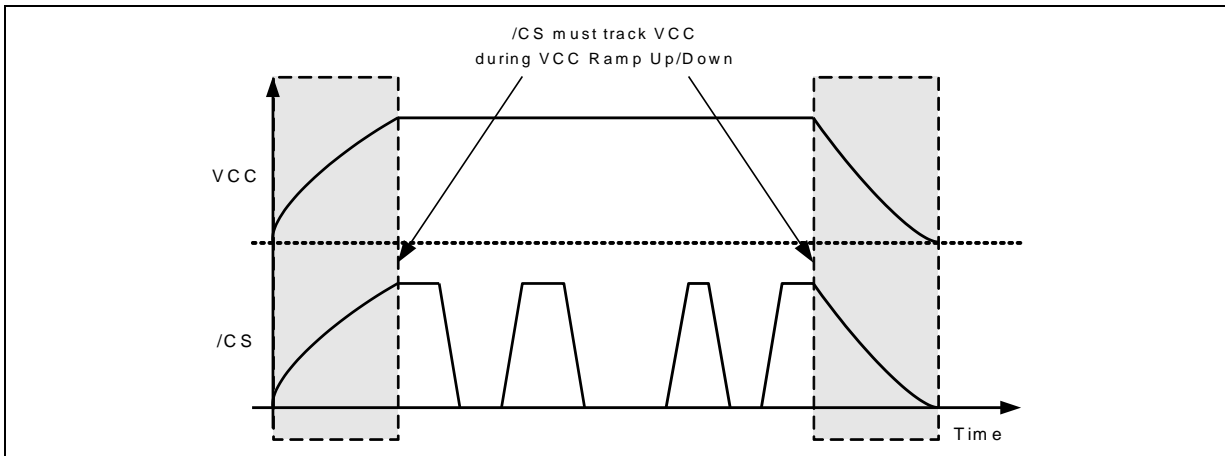 /CS must track VCC
during VCC Ramp Up/Down
VCC
/CS
Time